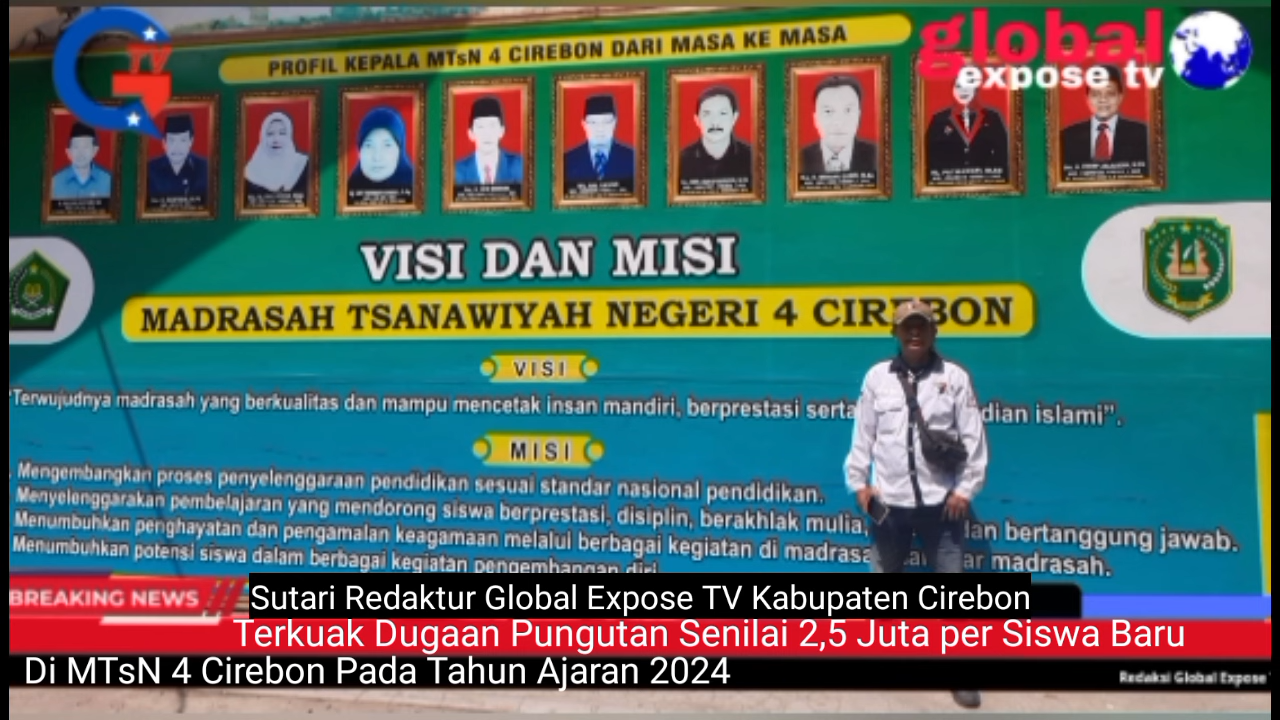 TV
global
expose tv
PROFIL KEPALA MTsN 4 CIREBON DARI MASA KE MASA
VISI DAN MISI
MADRASAH TSANAWIYAH NEGERI 4 CIREBON
VISI
"Terwujudnya madrasah yang berkualitas dan mampu mencetak insan mandiri, berprestasi serta dian islami".
MISI
Mengembangkan proses penyelenggaraan pendidikan sesuai standar nasional pendidikan.
Menyelenggarakan pembelajaran yang mendorong siswa berprestasi, disiplin, berakhlak mulia, dan bertanggung jawab.
Menumbuhkan penghayatan dan pengamalan keagamaan melalui berbagai kegiatan di madrasa ar madrasah.
Menumbuhkan potensi siswa dalam berbagai kegiatan pengembangan diri
BREAKING NEWS
Sutari Redaktur Global Expose TV Kabupaten Cirebon
Terkuak Dugaan Pungutan Senilai 2,5 Juta per Siswa Baru
Di MTsN 4 Cirebon Pada Tahun Ajaran 2024
Redaksi Global Expose